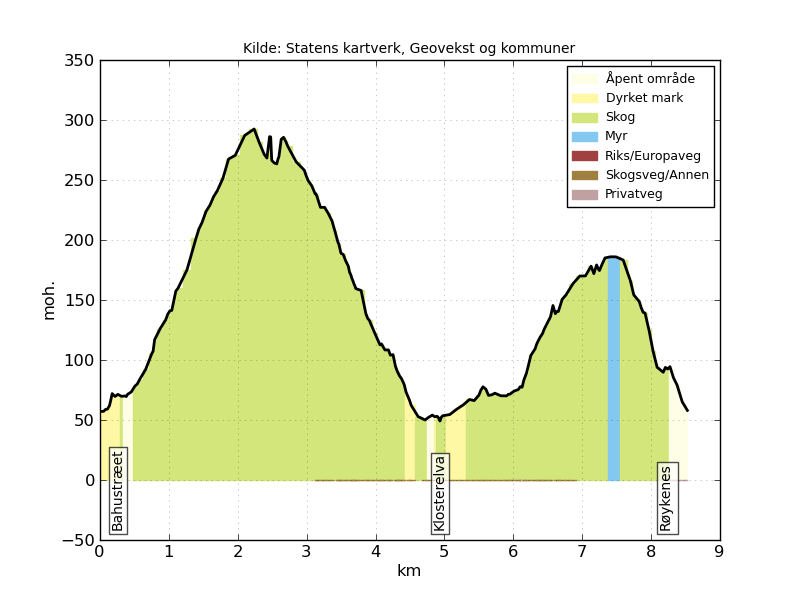 Kilde: Statens kartverk, Geovekst og kommuner
350
300
250
200
150
100
50
0
−50
moh.
Åpent område
Dyrket mark
Skog
Myr
Riks/Europaveg
Skogsveg/Annen
Privatveg
Bahustræet
Klosterelva
Røykenes
0 1 2 3 4 5 6 7 8 9
km